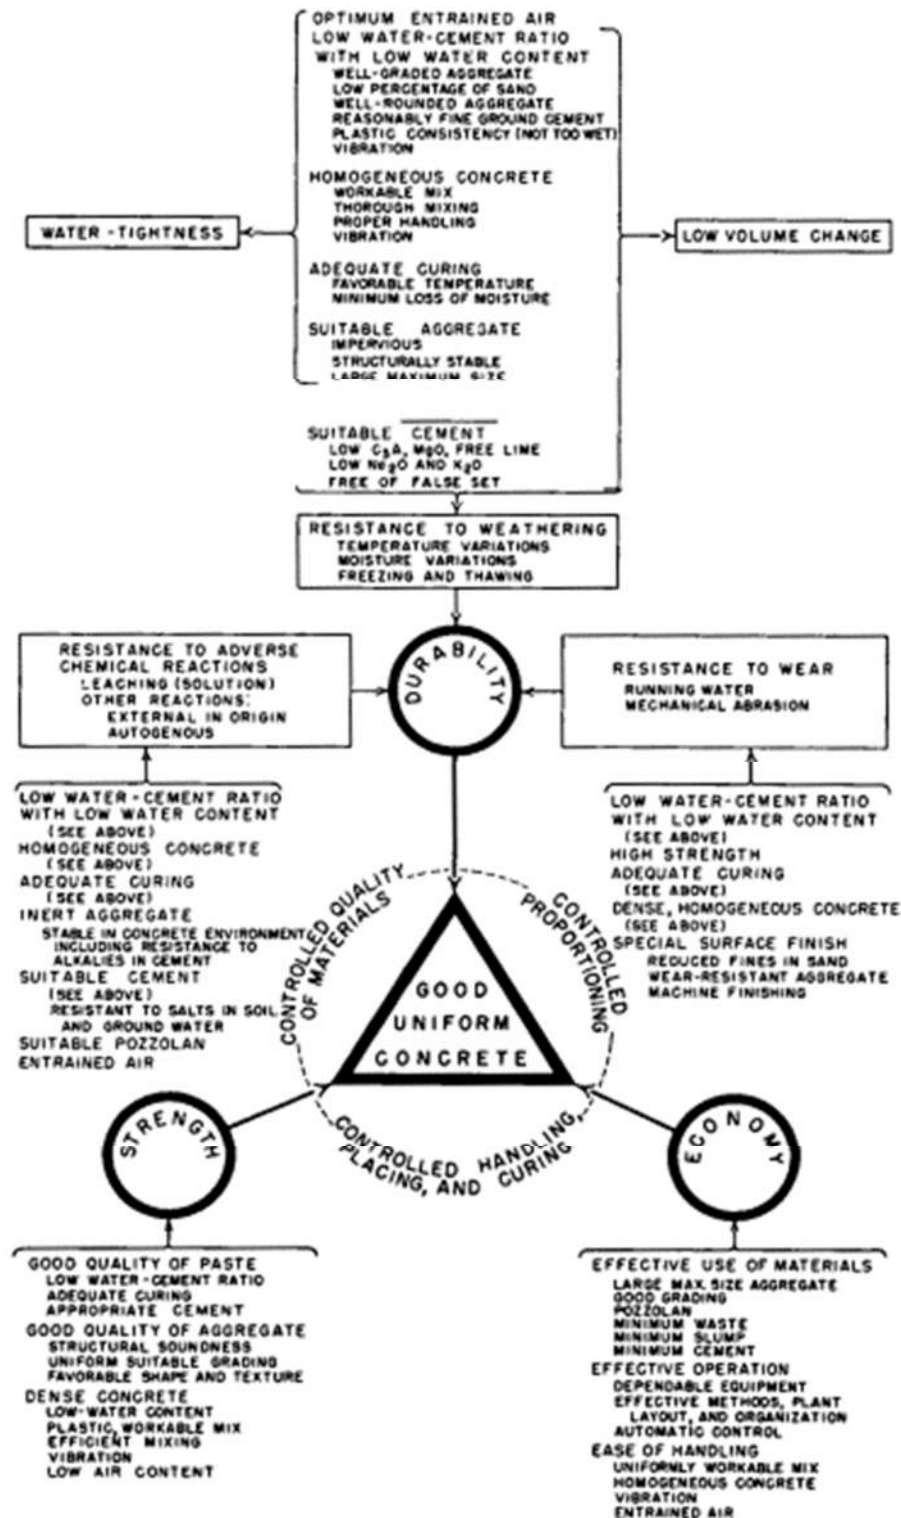 OPTIMUM ENTRAINED AIR
LOW WATER-CEMENT RATIO
WITH LOW WATER CONTENT
WELL-GRADED AGGREGATE
LOW PERCENTAGE OF SAND
WELL-ROUNDED AGGREGATE
REASONABLY FINE GROUND CEMENT
PLASTIC CONSISTENCY (NOT TOO WET)
VIBRATION
HOMOGENEOUS CONCRETE
WORKABLE MIX
THOROUGH MIXING
PROPER HANDLING
VIBRATION
WATER-TIGHTNESS
LOW VOLUME CHANGE
ADEQUATE CURING
FAVORABLE TEMPERATURE
MINIMUM LOSS OF MOISTURE
SUITABLE AGGREGATE
IMPERVIOUS
STRUCTURALLY STABLE
LARGE MAXIMUM SIZE
SUITABLE CEMENT
LOW C3A, MgO, FREE LIME
LOW Na2O AND K2O
FREE OF FALSE SET
RESISTANCE TO WEATHERING
TEMPERATURE VARIATIONS
MOISTURE VARIATIONS
FREEZING AND THAWING
RESISTANCE TO ADVERSE
CHEMICAL REACTIONS
LEACHING (SOLUTION)
OTHER REACTIONS:
EXTERNAL IN ORIGIN
AUTOGENOUS
DURABILITY
RESISTANCE TO WEAR
RUNNING WATER
MECHANICAL ABRASION
LOW WATER-CEMENT RATIO
WITH LOW WATER CONTENT
(SEE ABOVE)
HOMOGENEOUS CONCRETE
(SEE ABOVE)
ADEQUATE CURING
(SEE ABOVE)
INERT AGGREGATE
STABLE IN CONCRETE ENVIRONMENT,
INCLUDING RESISTANCE TO
ALKALIES IN CEMENT
SUITABLE CEMENT
(SEE ABOVE)
RESISTANT TO SALTS IN SOIL
AND GROUND WATER
SUITABLE POZZOLAN
ENTRAINED AIR
LOW WATER-CEMENT RATIO
WITH LOW WATER CONTENT
(SEE ABOVE)
HIGH STRENGTH
ADEQUATE CURING
(SEE ABOVE)
DENSE, HOMOGENEOUS CONCRETE
(SEE ABOVE)
SPECIAL SURFACE FINISH
REDUCED FINES IN SAND
WEAR-RESISTANT AGGREGATE
MACHINE FINISHING
CONTROLLED QUALITY
OF MATERIALS
CONTROLLED
PROPORTIONING
GOOD
UNIFORM
CONCRETE
CONTROLLED HANDLING,
PLACING, AND CURING
STRENGTH
ECONOMY
GOOD QUALITY OF PASTE
LOW WATER-CEMENT RATIO
ADEQUATE CURING
APPROPRIATE CEMENT
GOOD QUALITY OF AGGREGATE
STRUCTURAL SOUNDNESS
UNIFORM SUITABLE GRADING
FAVORABLE SHAPE AND TEXTURE
DENSE CONCRETE
LOW-WATER CONTENT
PLASTIC, WORKABLE MIX
EFFICIENT MIXING
VIBRATION
LOW AIR CONTENT
EFFECTIVE USE OF MATERIALS
LARGE MAX. SIZE AGGREGATE
GOOD GRADING
POZZOLAN
MINIMUM WASTE
MINIMUM SLUMP
MINIMUM CEMENT
EFFECTIVE OPERATION
DEPENDABLE EQUIPMENT
EFFECTIVE METHODS, PLANT
LAYOUT, AND ORGANIZATION
AUTOMATIC CONTROL
EASE OF HANDLING
UNIFORMLY WORKABLE MIX
HOMOGENEOUS CONCRETE
VIBRATION
ENTRAINED AIR